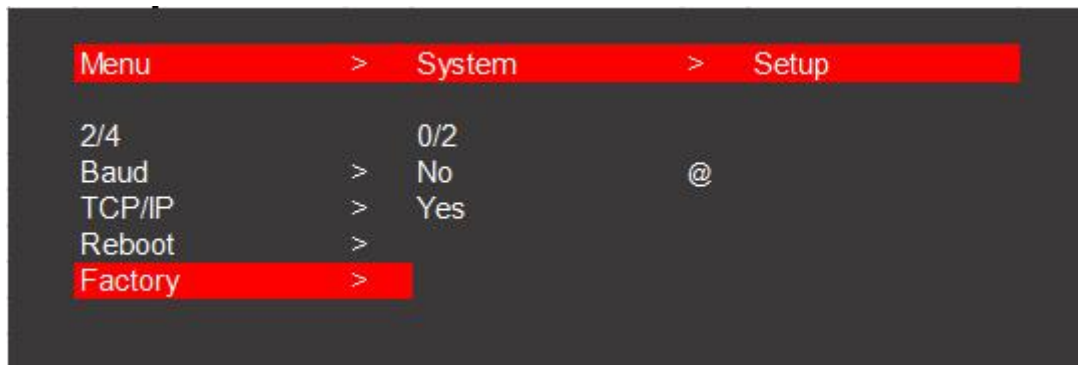 Menu > System > Setup
2/4 0/2
Baud > No @
TCP/IP > Yes
Reboot >
Factory >